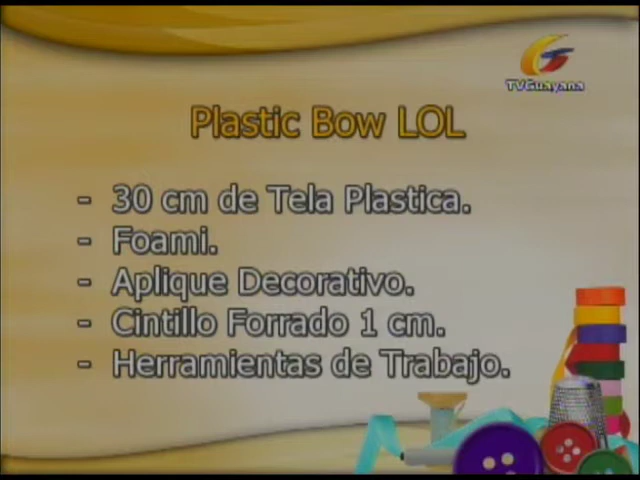 TVGuayana
Plastic Bow LOL
- 30 cm de Tela Plastica.
- Foami.
- Aplique Decorativo.
- Cintillo Forrado 1 cm.
- Herramientas de Trabajo.